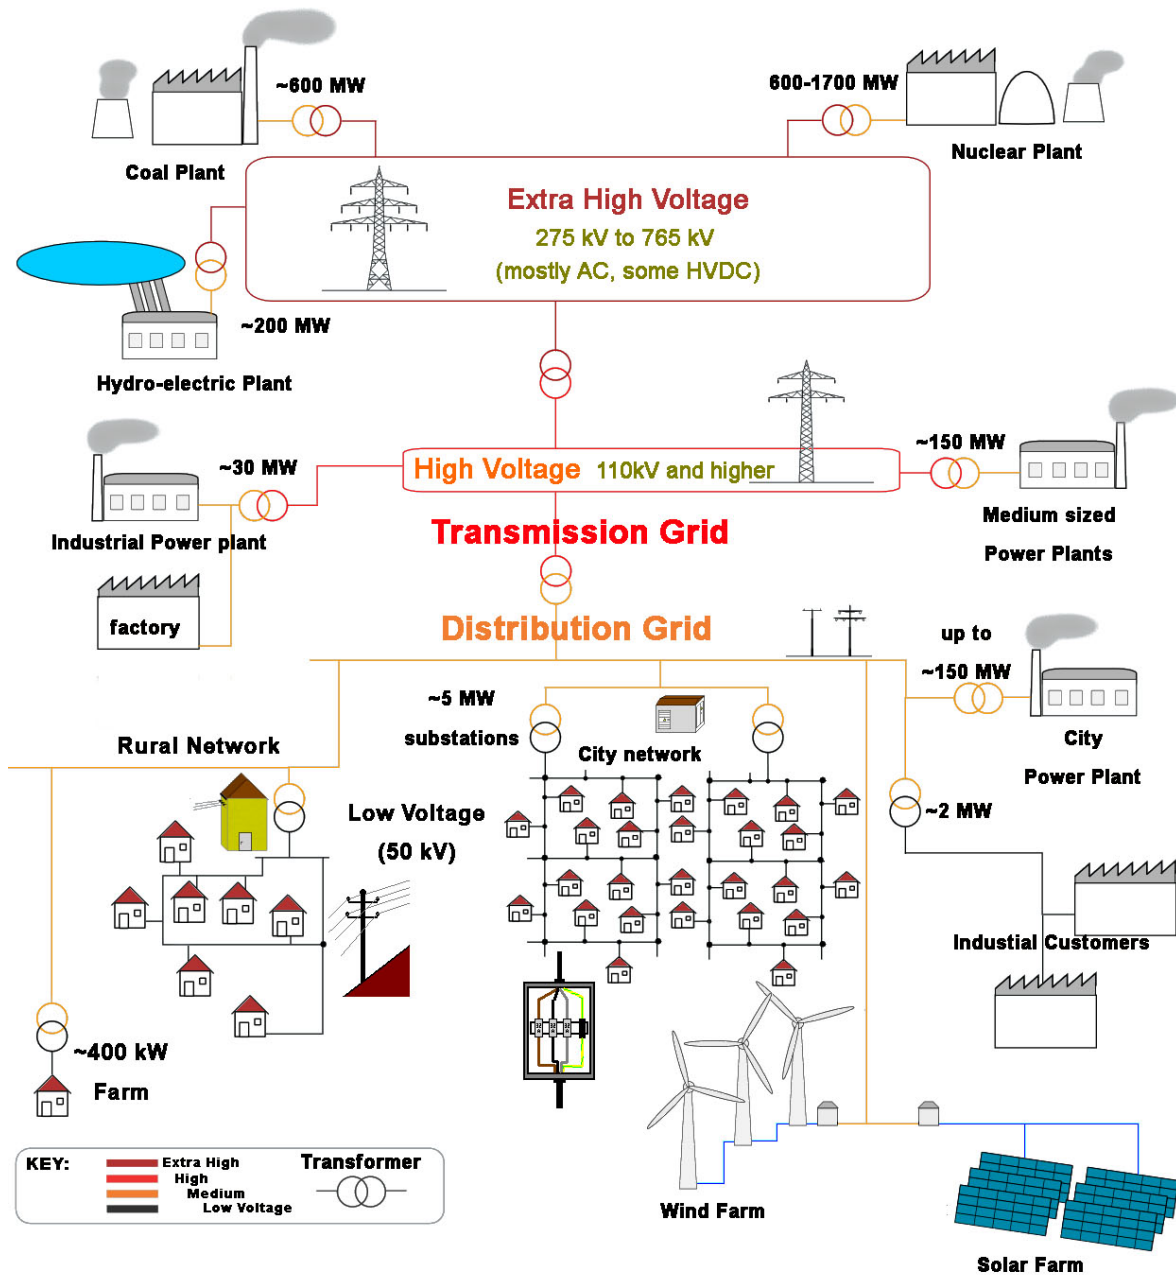 ~600 MW
600-1700 MW
Coal Plant
Nuclear Plant
Extra High Voltage
275 kV to 765 kV
(mostly AC, some HVDC)
~200 MW
Hydro-electric Plant
~30 MW
High Voltage 110kV and higher
~150 MW
Industrial Power plant
Medium sized
Power Plants
Transmission Grid
factory
Distribution Grid
up to
~150 MW
~5 MW
substations
City network
City
Power Plant
Rural Network
Low Voltage
(50 kV)
~2 MW
Industial Customers
~400 kW
Farm
Wind Farm
Solar Farm
KEY:
Extra High
High
Medium
Low Voltage
Transformer